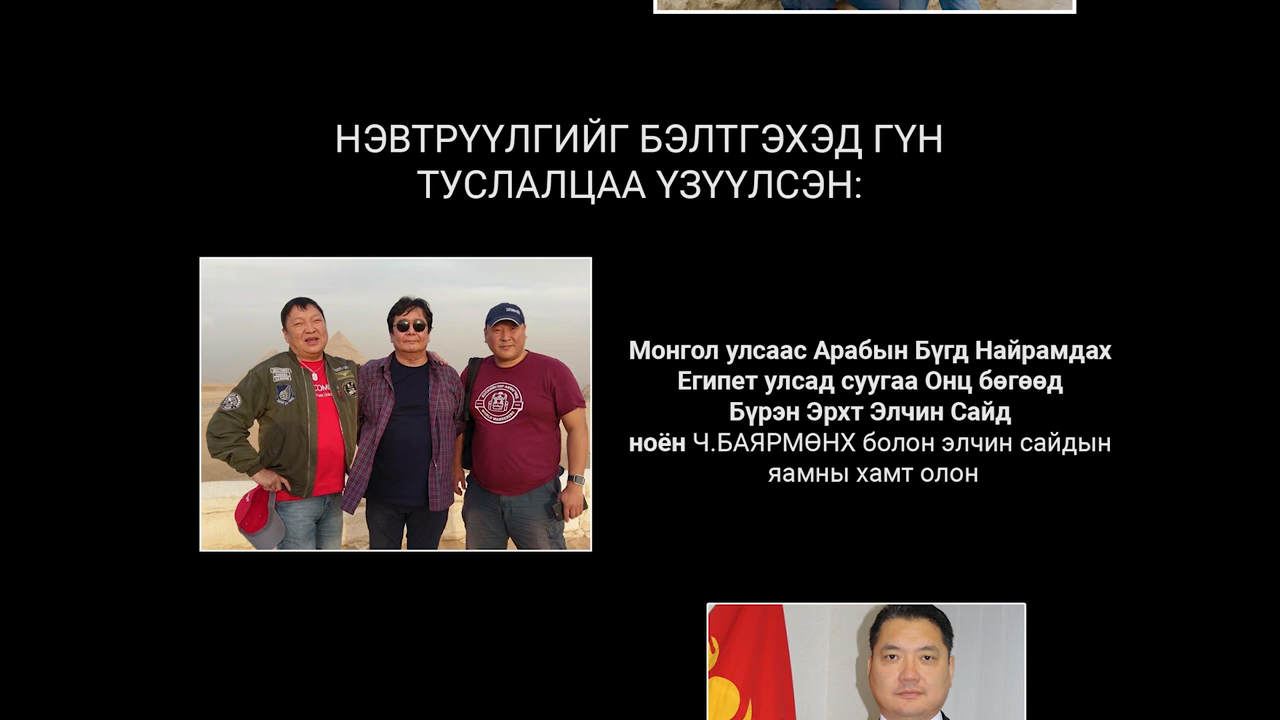 НЭВТРҮҮЛГИЙГ БЭЛТГЭХЭД ГҮН
ТУСЛАЛЦАА ҮЗҮҮЛСЭН:
Монгол улсаас Арабын Бүгд Найрамдах
Египет улсад суугаа Онц бөгөөд
Бүрэн Эрхт Элчин Сайд
ноён Ч.БАЯРМӨНХ болон элчин сайдын
яамны хамт олон